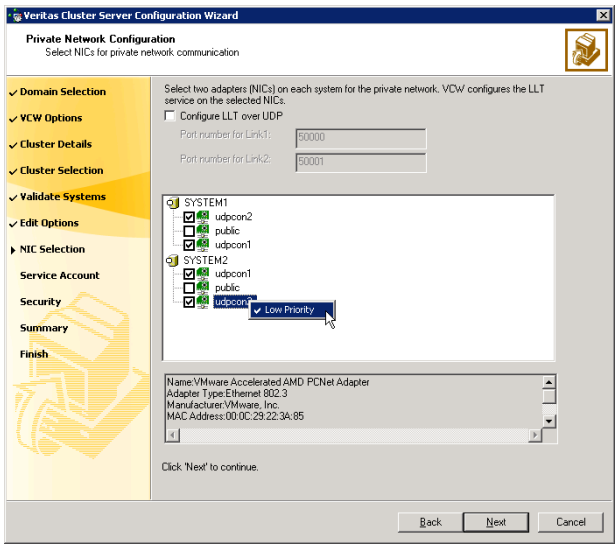 Veritas Cluster Server Configuration Wizard
Private Network Configuration
Select NICs for private network communication
Domain Selection
VCW Options
Cluster Details
Cluster Selection
Validate Systems
Edit Options
NIC Selection
Service Account
Security
Summary
Finish
Select two adapters (NICs) on each system for the private network. VCW configures the LLT
service on the selected NICs.
Configure LLT over UDP
Port number for Link1:
50000
Port number for Link2:
50001
SYSTEM1
udpcon2
public
udpcon1
SYSTEM2
udpcon1
public
Low Priority
Name:VMware Accelerated AMD PCNet Adapter
Adapter Type:Ethernet 802.3
Manufacturer:VMware, Inc.
MAC Address:00:0C:29:22:3A:85
Click 'Next' to continue.
Back
Next
Cancel